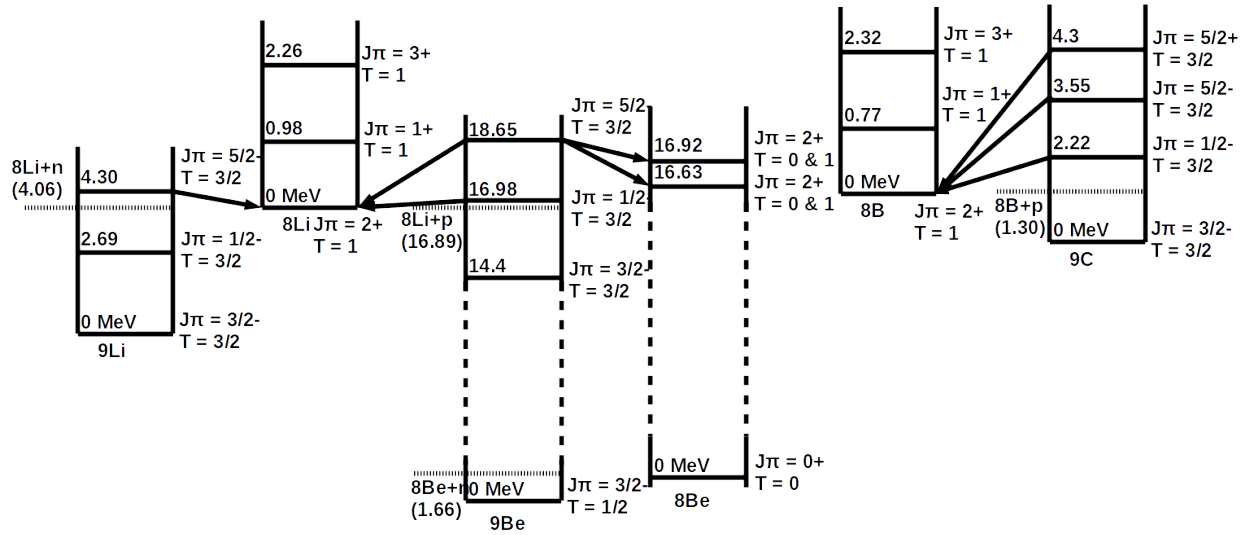 8Li+n
(4.06)
4.30
Jπ = 5/2-
T = 3/2
2.69
Jπ = 1/2-
T = 3/2
0 MeV
Jπ = 3/2-
T = 3/2
9Li
2.26
Jπ = 3+
T = 1
0.98
Jπ = 1+
T = 1
0 MeV
8Li
Jπ = 2+
T = 1
8Li+p
(16.89)
18.65
Jπ = 5/2-
T = 3/2
16.98
Jπ = 1/2-
T = 3/2
14.4
Jπ = 3/2-
T = 3/2
8Be+n
(1.66)
0 MeV
Jπ = 3/2-
T = 1/2
9Be
16.92
Jπ = 2+
T = 0 & 1
16.63
Jπ = 2+
T = 0 & 1
0 MeV
Jπ = 0+
T = 0
8Be
2.32
Jπ = 3+
T = 1
0.77
Jπ = 1+
T = 1
0 MeV
8B
Jπ = 2+
T = 1
8B+p
(1.30)
4.3
Jπ = 5/2+
T = 3/2
3.55
Jπ = 5/2-
T = 3/2
2.22
Jπ = 1/2-
T = 3/2
0 MeV
Jπ = 3/2-
T = 3/2
9C